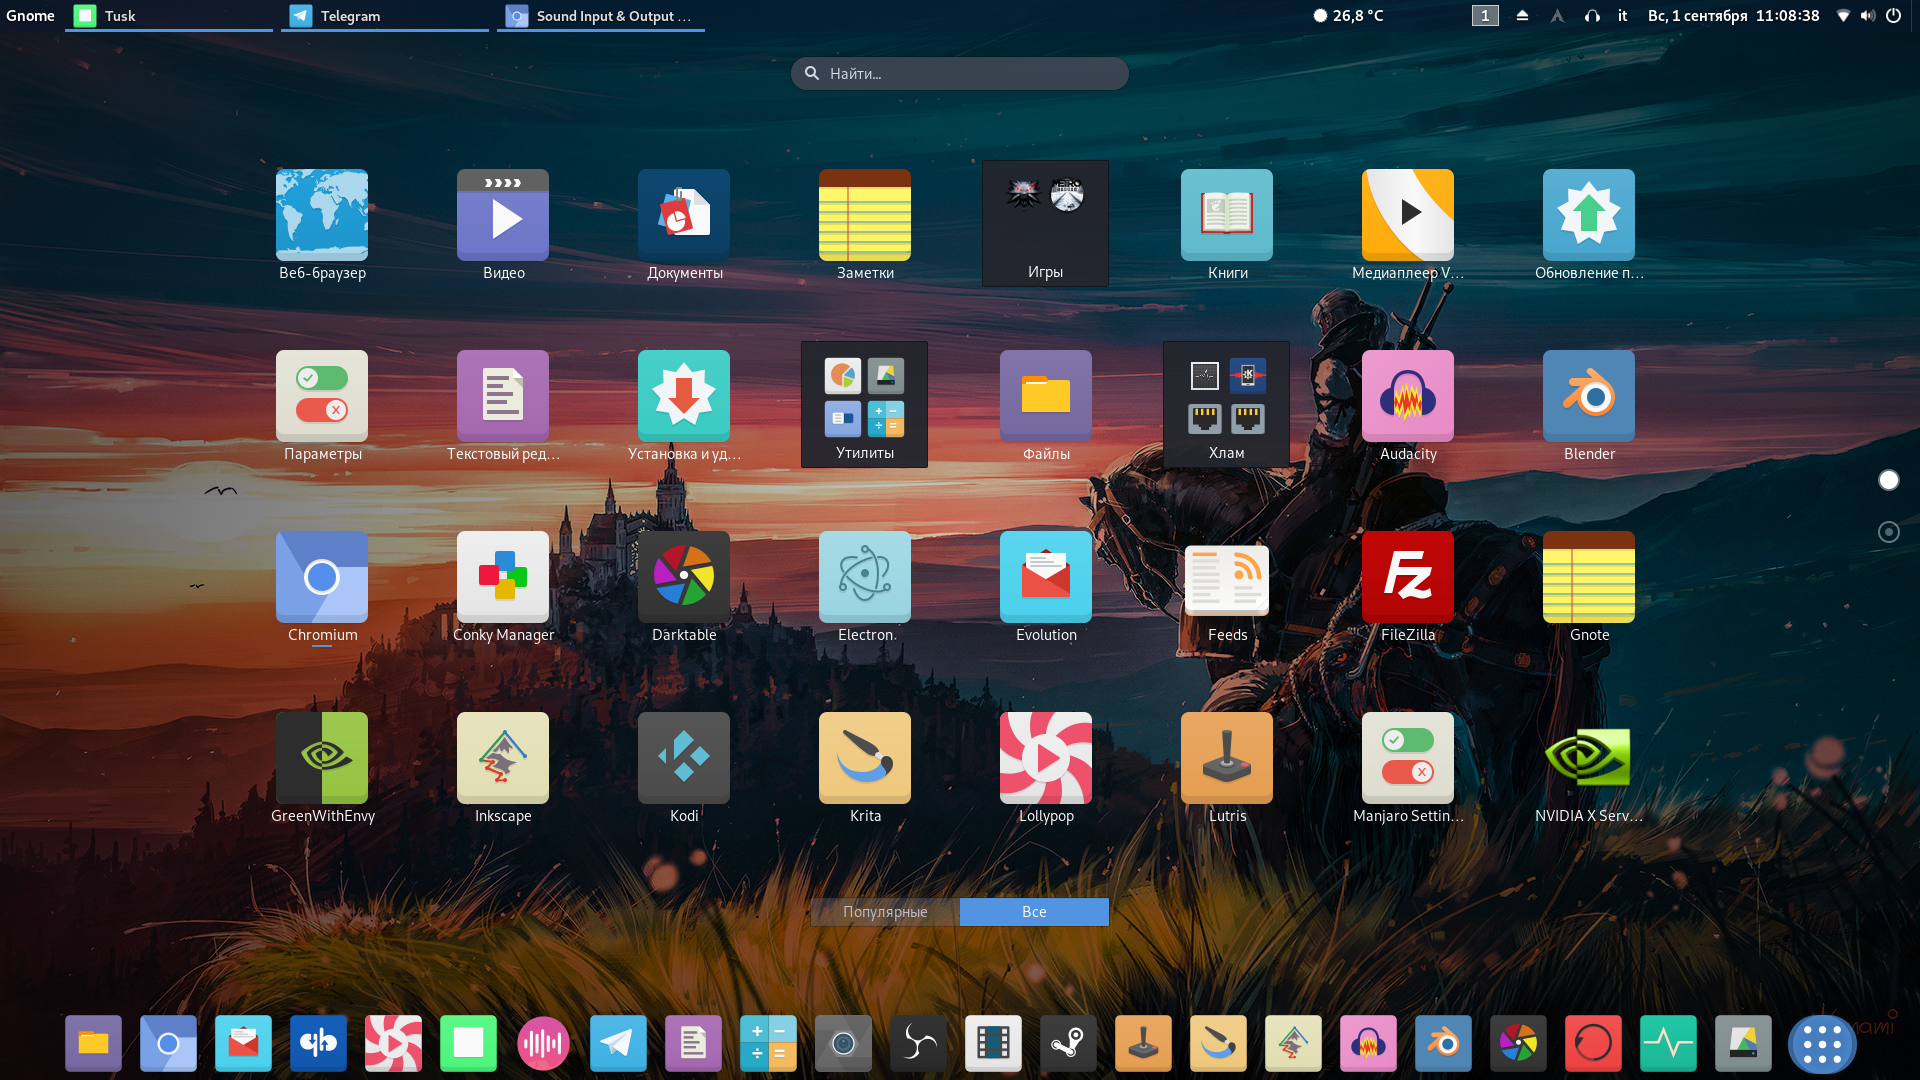 Gnome
Tusk
Telegram
Sound Input & Output ...
26,8 °C
1
it
Вс, 1 сентября 11:08:38
Найти...
Веб-браузер
Видео
Документы
Заметки
Игры
Книги
Медиаплеер V...
Обновление п...
Параметры
Текстовый ред...
Установка и уд...
Утилиты
Файлы
Хлам
Audacity
Blender
Chromium
Conky Manager
Darktable
Electron
Evolution
Feeds
FileZilla
Gnote
GreenWithEnvy
Inkscape
Kodi
Krita
Lollypop
Lutris
Manjaro Settin...
NVIDIA X Serv...
Популярные
Все